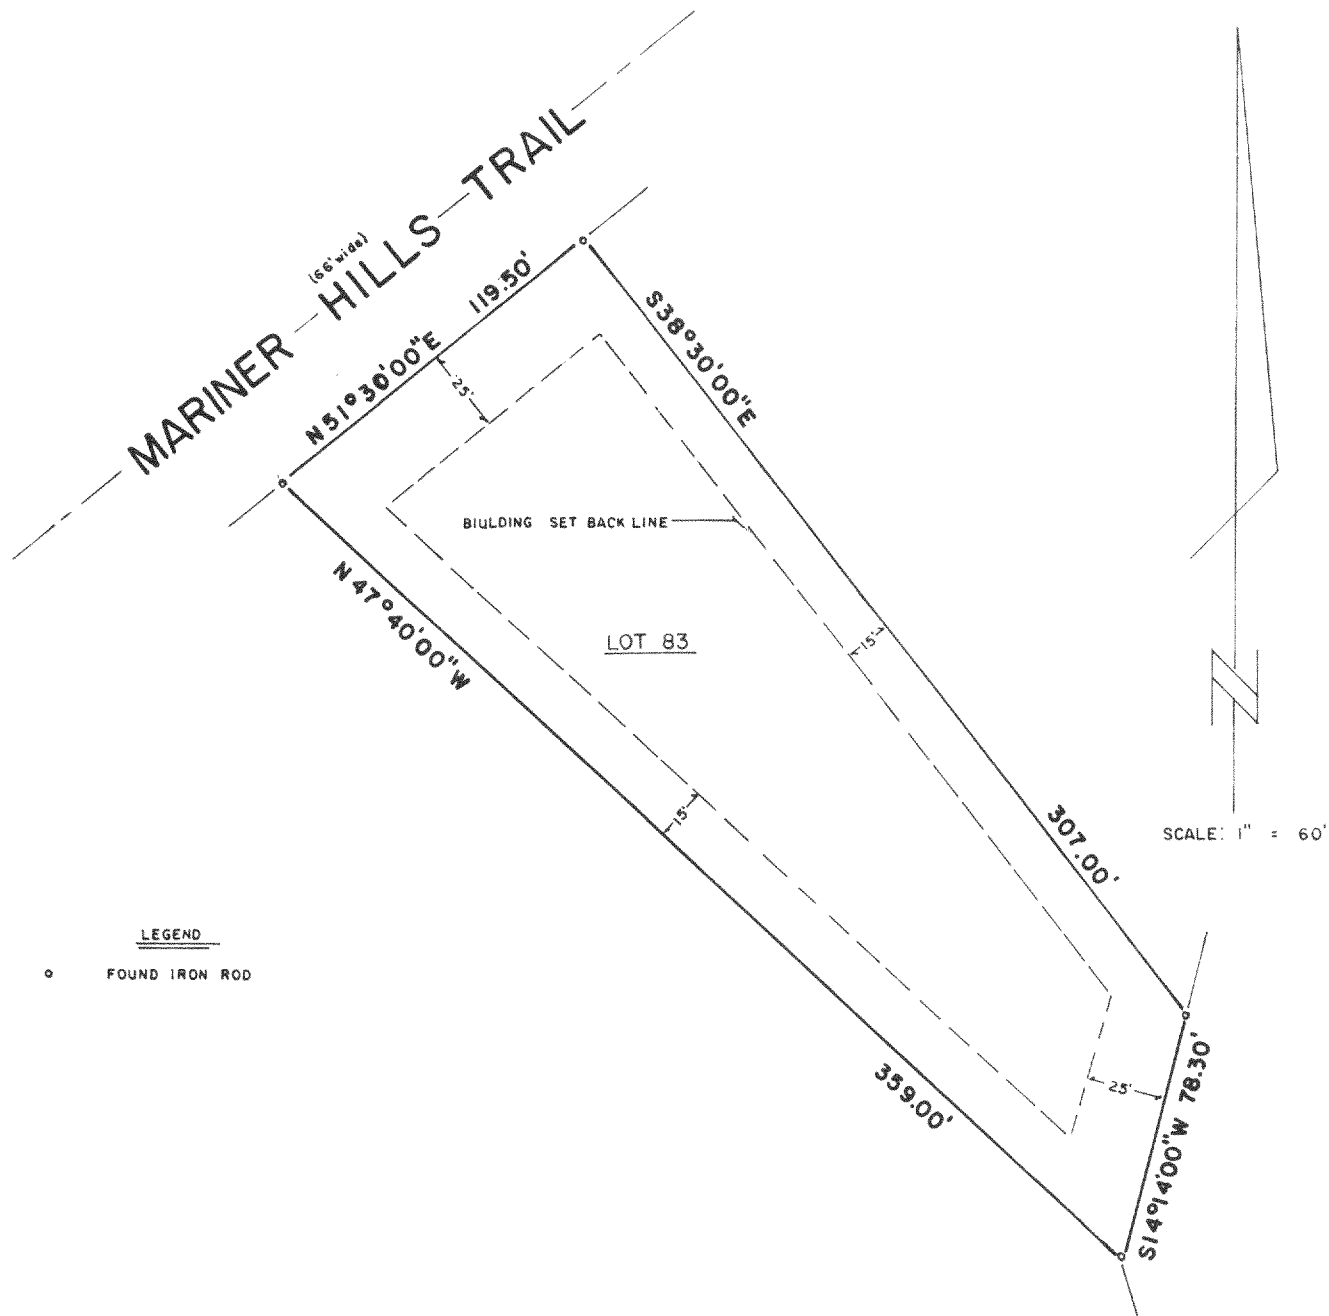 MARINER HILLS TRAIL
(66'wide)
N51°30'00"E 119.50'
S38°30'00"E
25'
BIULDING SET BACK LINE
LOT 83
15'
N47°40'00"W
15'
307.00'
N
SCALE: 1" = 60'
LEGEND
o FOUND IRON ROD
359.00'
25'
S14°14'00"W 78.30'